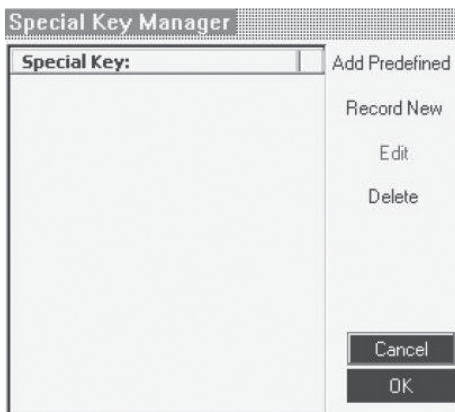 Special Key Manager
Special Key:
Add Predefined
Record New
Edit
Delete
Cancel
OK